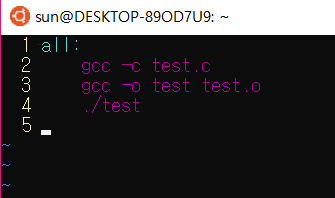 sun@DESKTOP-89OD7U9: ~
1 all:
2     gcc -c test.c
3     gcc -o test test.o
4     ./test
5
~
~
~